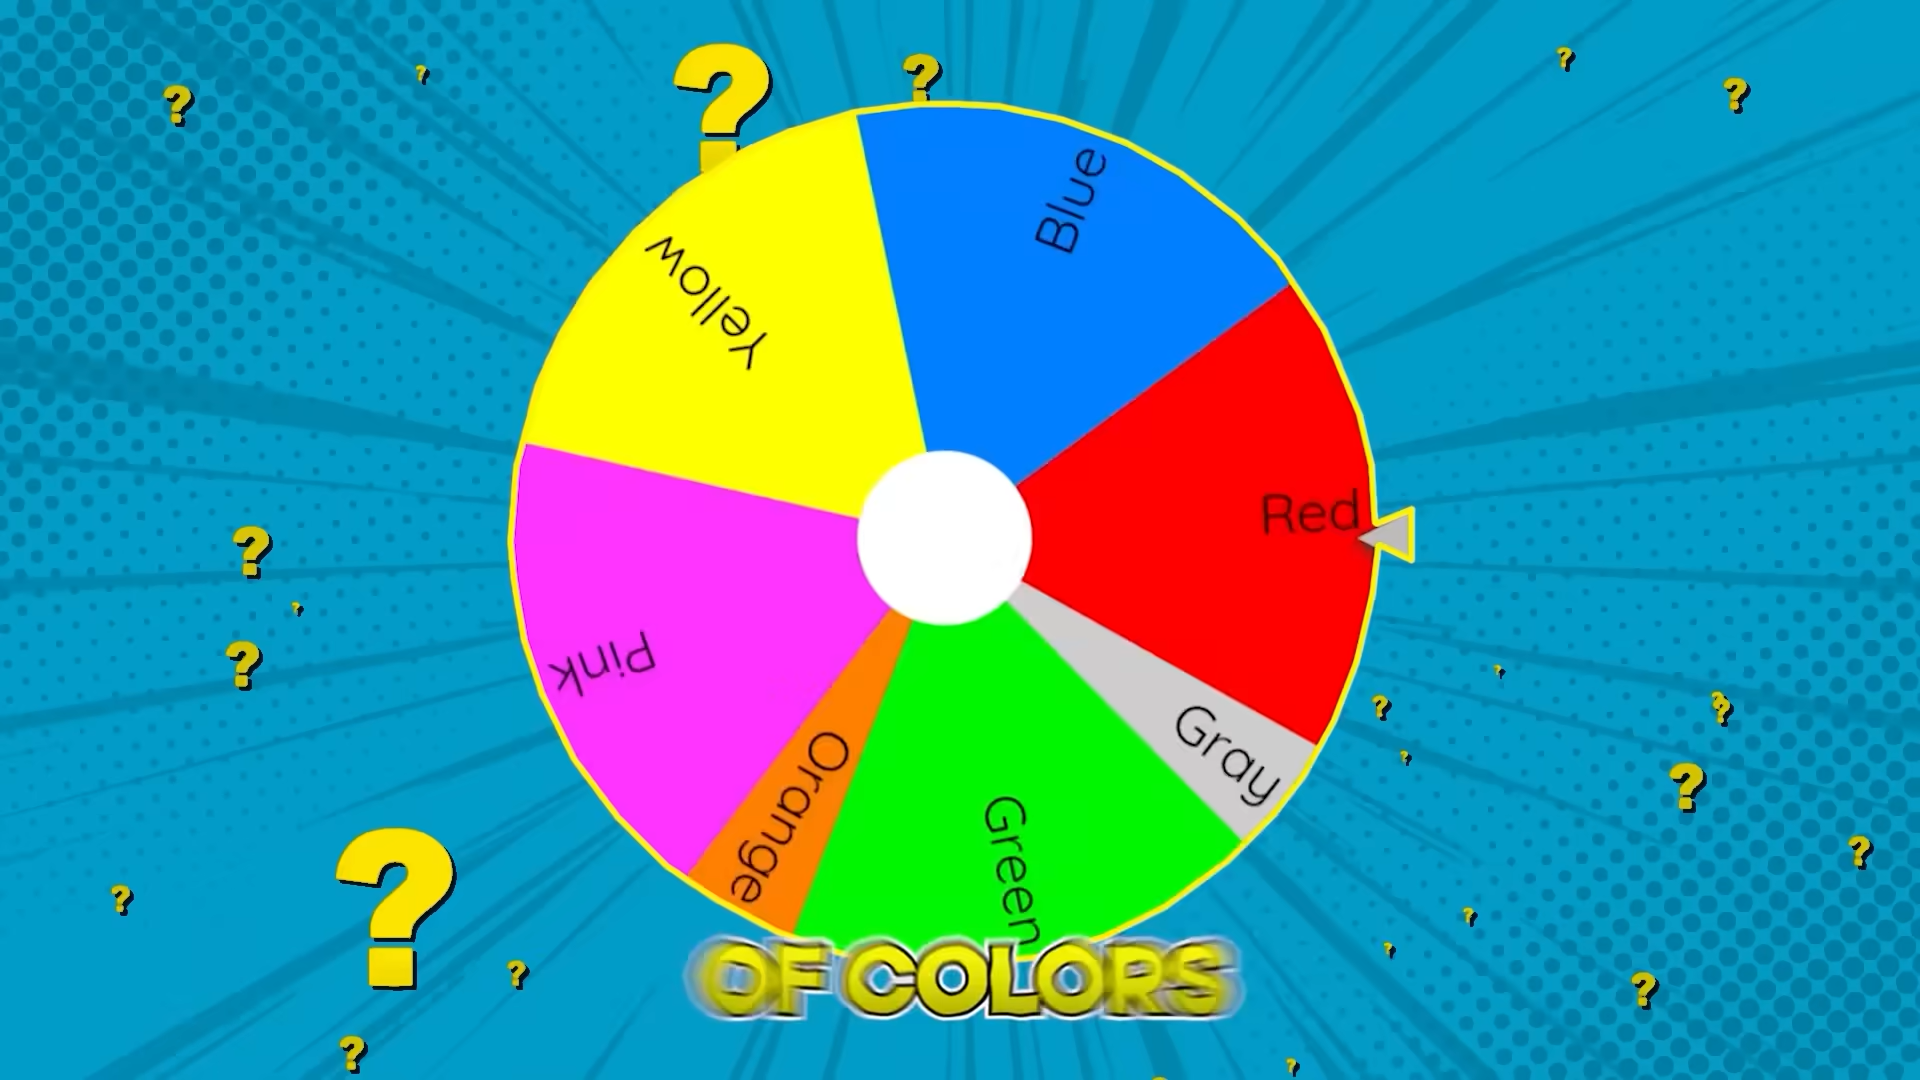 Blue
Yellow
Red
Pink
Gray
Orange
Green
OF COLORS